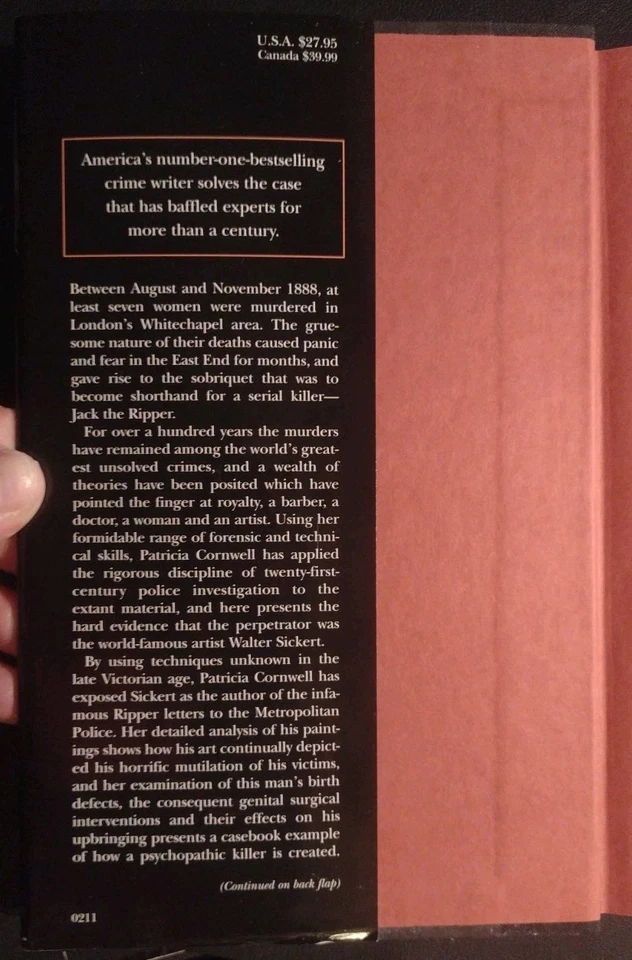 U.S.A. $27.95
Canada $39.99
America's number-one-bestselling
crime writer solves the case
that has baffled experts for
more than a century.
Between August and November 1888, at
least seven women were murdered in
London's Whitechapel area. The grue-
some nature of their deaths caused panic
and fear in the East End for months, and
gave rise to the sobriquet that was to
become shorthand for a serial killer—
Jack the Ripper.
For over a hundred years the murders
have remained among the world's great-
est unsolved crimes, and a wealth of
theories have been posited which have
pointed the finger at royalty, a barber, a
doctor, a woman and an artist. Using her
formidable range of forensic and techni-
cal skills, Patricia Cornwell has applied
the rigorous discipline of twenty-first-
century police investigation to the
extant material, and here presents the
hard evidence that the perpetrator was
the world-famous artist Walter Sickert.
By using techniques unknown in the
late Victorian age, Patricia Cornwell has
exposed Sickert as the author of the infa-
mous Ripper letters to the Metropolitan
Police. Her detailed analysis of his paint-
ings shows how his art continually depict-
ed his horrific mutilation of his victims,
and her examination of this man's birth
defects, the consequent genital surgical
interventions and their effects on his
upbringing presents a casebook example
of how a psychopathic killer is created.
(Continued on back flap)
0211